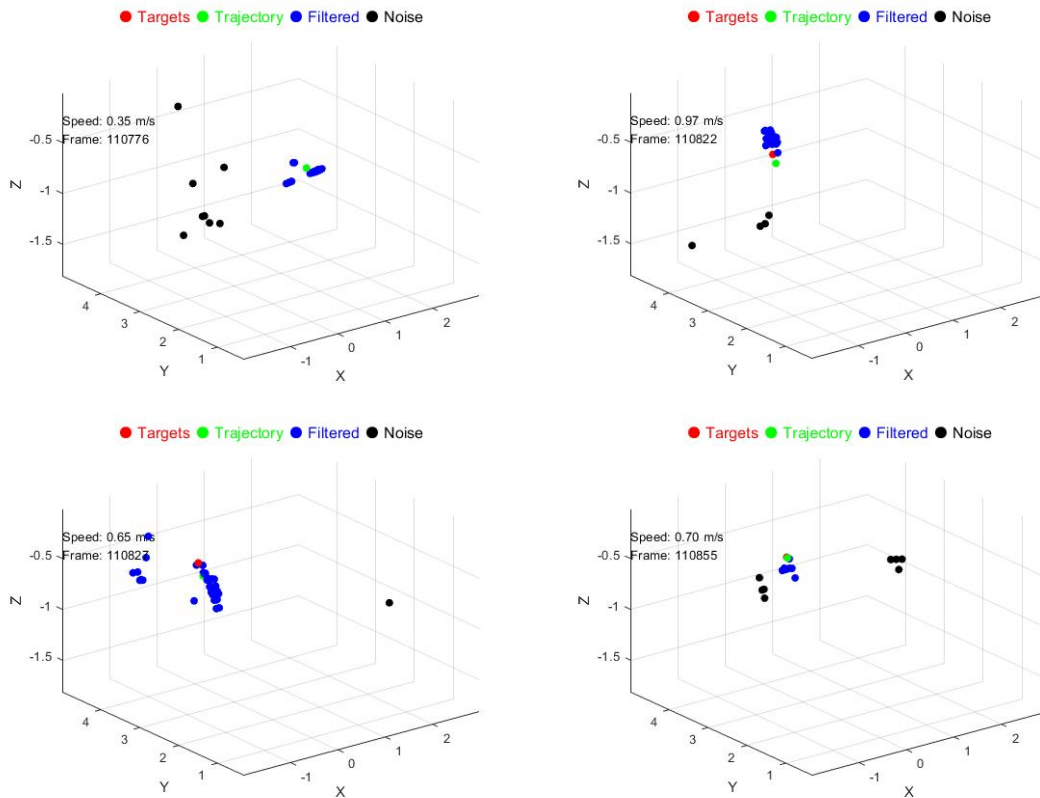 Targets Trajectory Filtered Noise
Speed: 0.35 m/s
Frame: 110776
-0.5
-1
-1.5
Z
4
3
2
1
Y
-1
0
1
2
X
Targets Trajectory Filtered Noise
Speed: 0.97 m/s
Frame: 110822
-0.5
-1
-1.5
Z
4
3
2
1
Y
-1
0
1
2
X
Targets Trajectory Filtered Noise
Speed: 0.65 m/s
Frame: 110827
-0.5
-1
-1.5
Z
4
3
2
1
Y
-1
0
1
2
X
Targets Trajectory Filtered Noise
Speed: 0.70 m/s
Frame: 110855
-0.5
-1
-1.5
Z
4
3
2
1
Y
-1
0
1
2
X